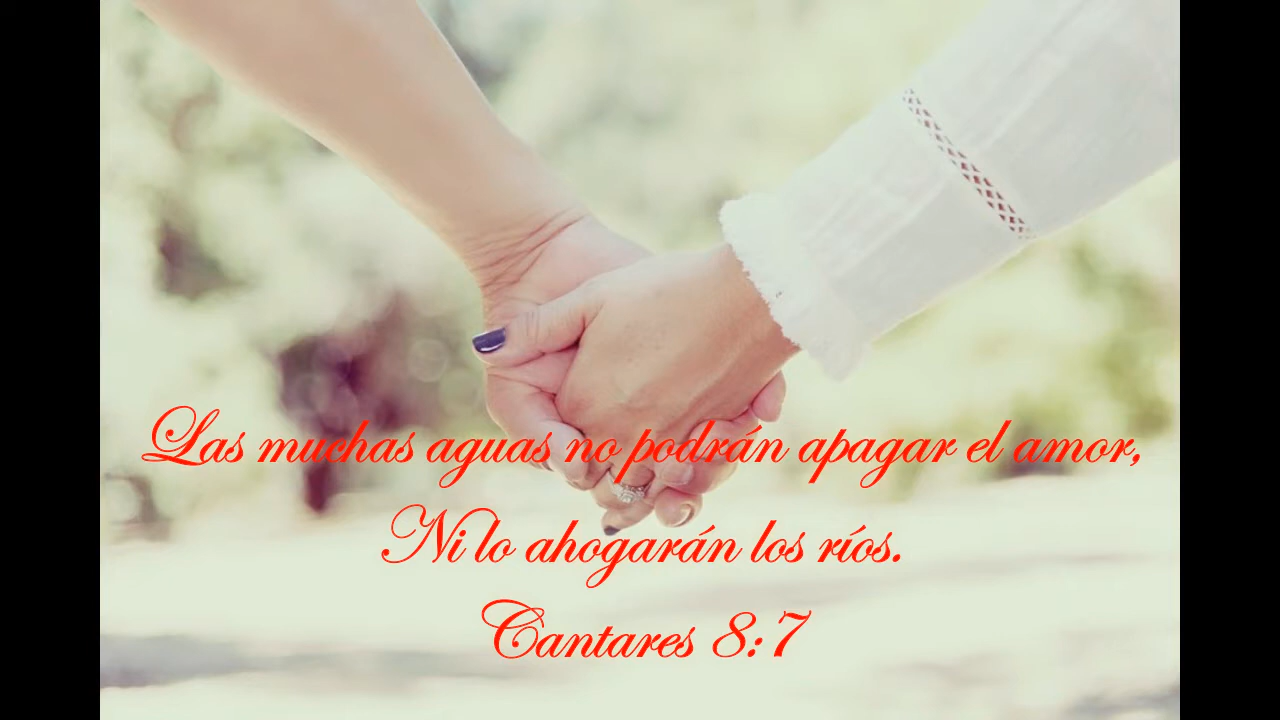 Las muchas aguas no podrán apagar el amor,
Ni lo ahogarán los ríos.
Cantares 8:7